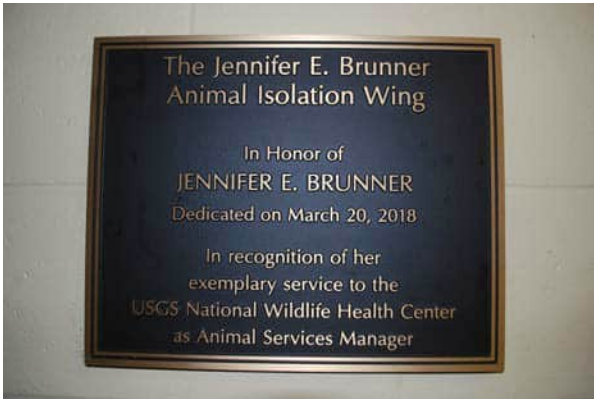 The Jennifer E. Brunner
Animal Isolation Wing
In Honor of
JENNIFER E. BRUNNER
Dedicated on March 20, 2018
In recognition of her
exemplary service to the
USGS National Wildlife Health Center
as Animal Services Manager